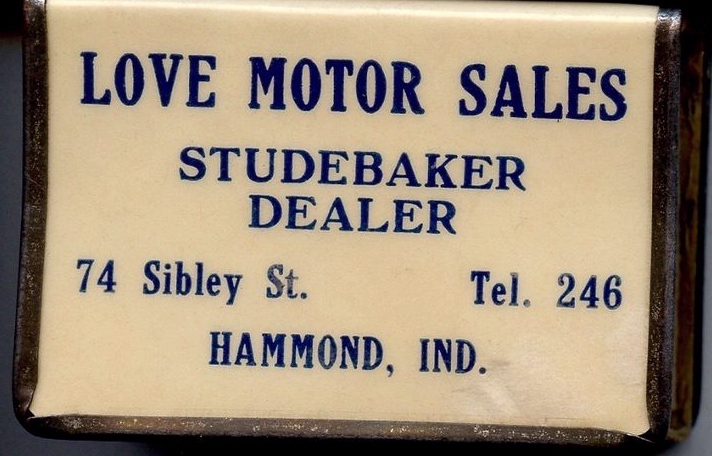 LOVE MOTOR SALES
STUDEBAKER
DEALER
74 Sibley St. Tel. 246
HAMMOND, IND.